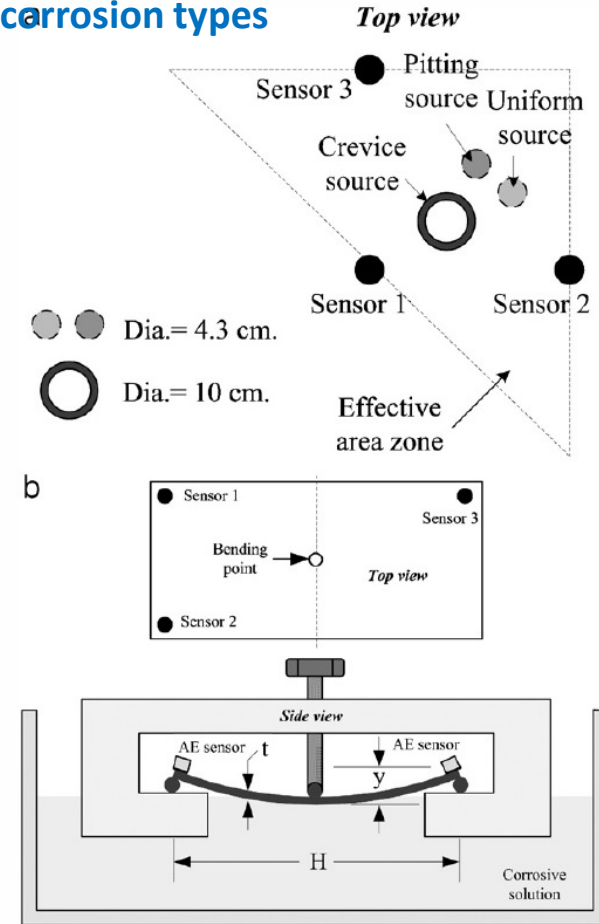 corrosion types
a
Top view
Sensor 3
Pitting
source
Uniform
source
Crevice
source
Sensor 1
Sensor 2
Dia.= 4.3 cm.
Dia.= 10 cm.
Effective
area zone
b
Sensor 1
Sensor 3
Bending
point
Top view
Sensor 2
Side view
AE sensor
t
AE sensor
y
H
Corrosive
solution